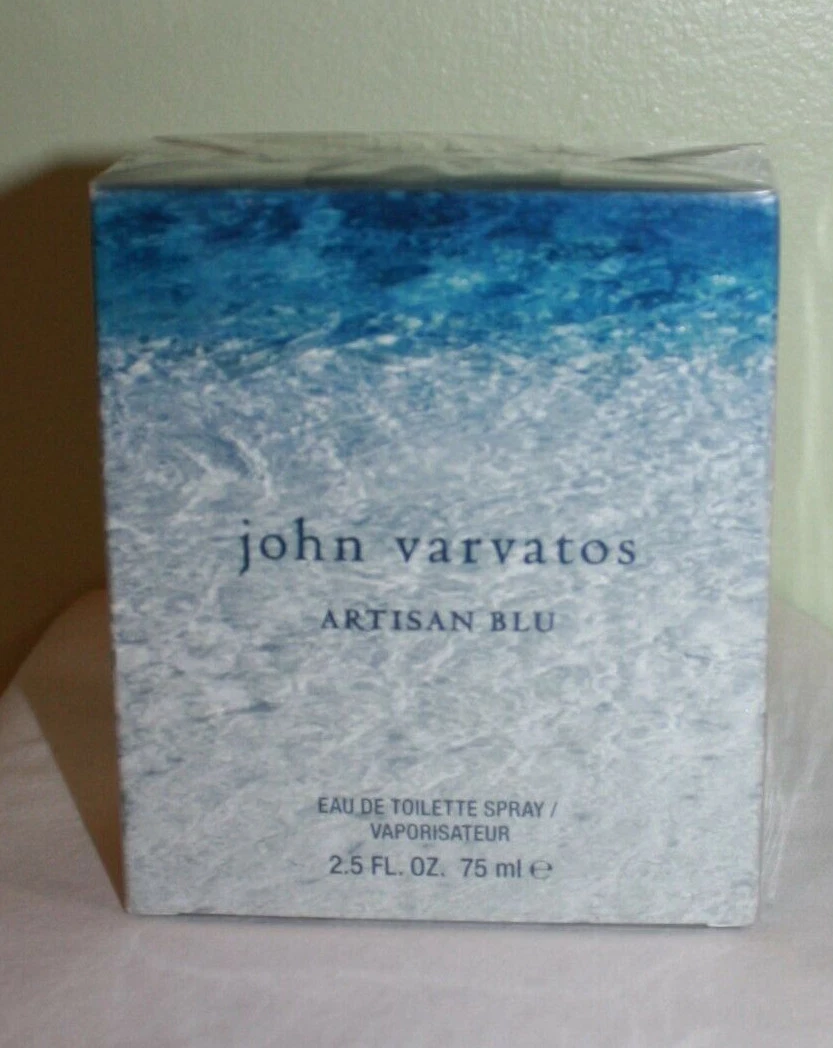 john varvatos
ARTISAN BLU
EAU DE TOILETTE SPRAY /
VAPORISATEUR
2.5 FL. OZ. 75 ml ℮